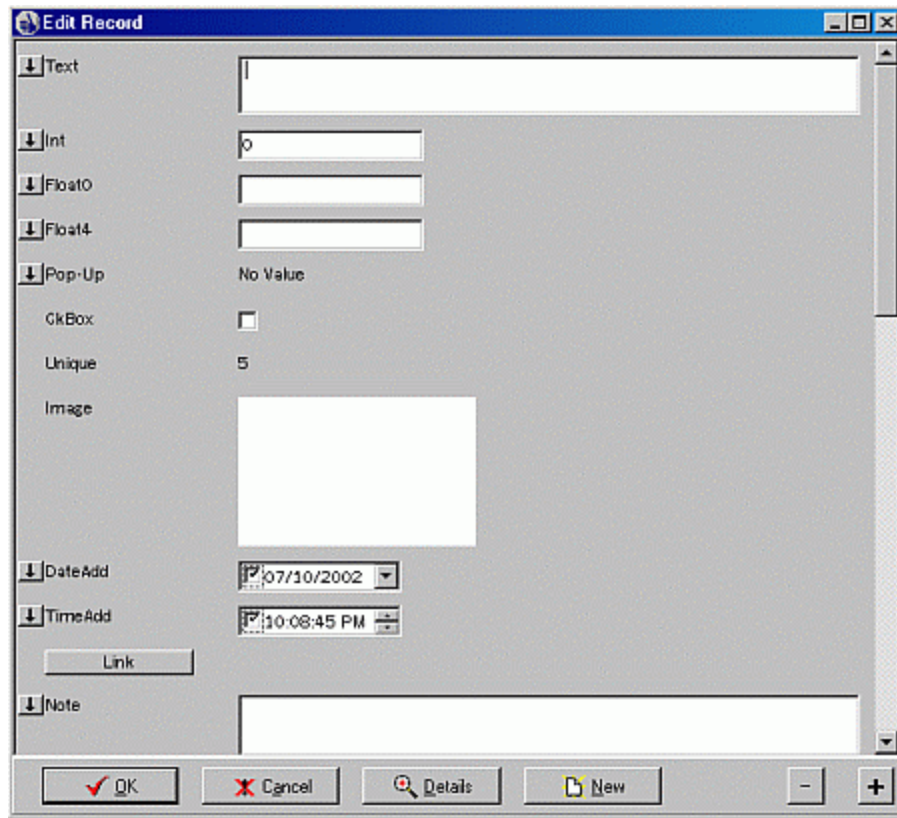 Edit Record
Text
Int 0
Float0
Float4
Pop-Up No Value
CkBox
Unique 5
Image
DateAdd 07/10/2002
TimeAdd 10:08:45 PM
Link
Note
OK Cancel Details New - +